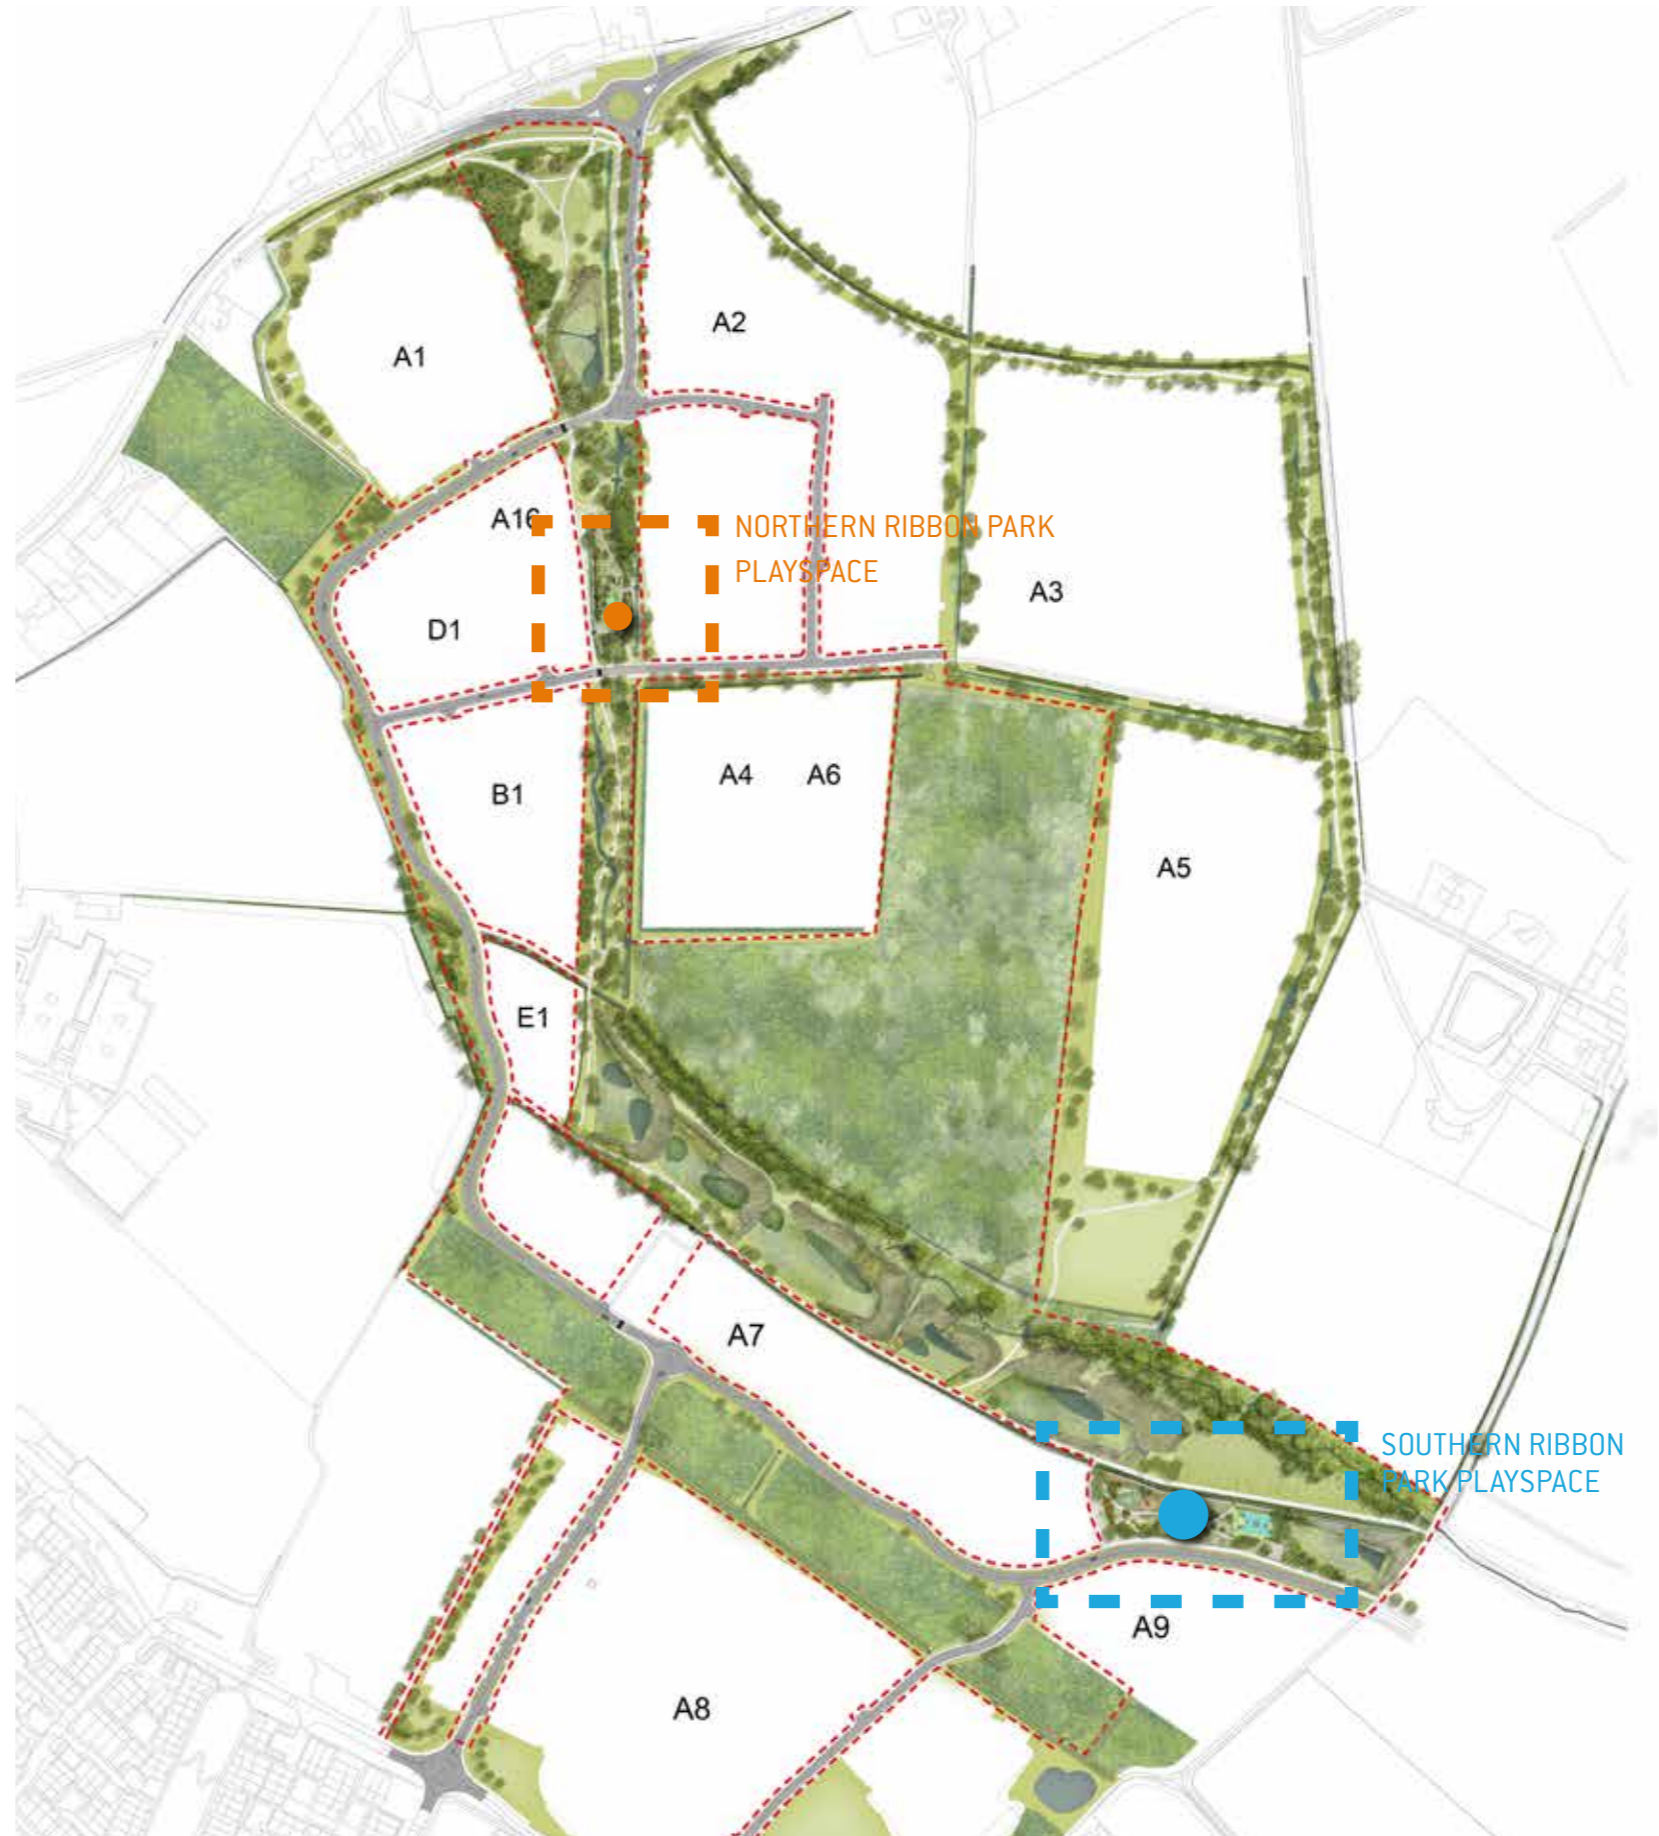 A2
A1
A16
NORTHERN RIBBON PARK
PLAYSPACE
A3
D1
A4
A6
B1
A5
E1
A7
SOUTHERN RIBBON
PARK PLAYSPACE
A9
A8